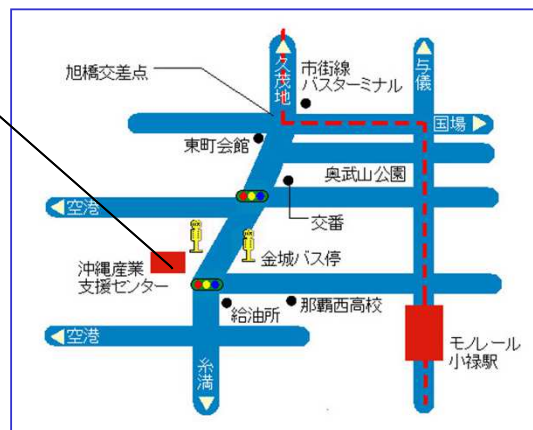 旭橋交差点
久茂地
市街線
バスターミナル
与儀
国場
東町会館
奥武山公園
空港
交番
沖縄産業
支援センター
金城バス停
給油所
那覇西高校
空港
糸満
モノレール
小禄駅